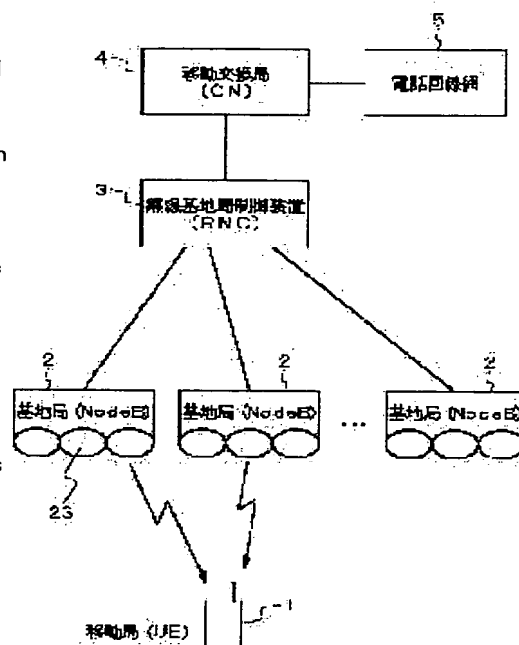 5
4
移動交換局
(CN)
電話回線網
3
無線基地局制御装置
(RNC)
2
2
2
基地局 (NodeB)
基地局 (NodeB)
...
基地局 (NodeB)
23
1
移動局 (UE)